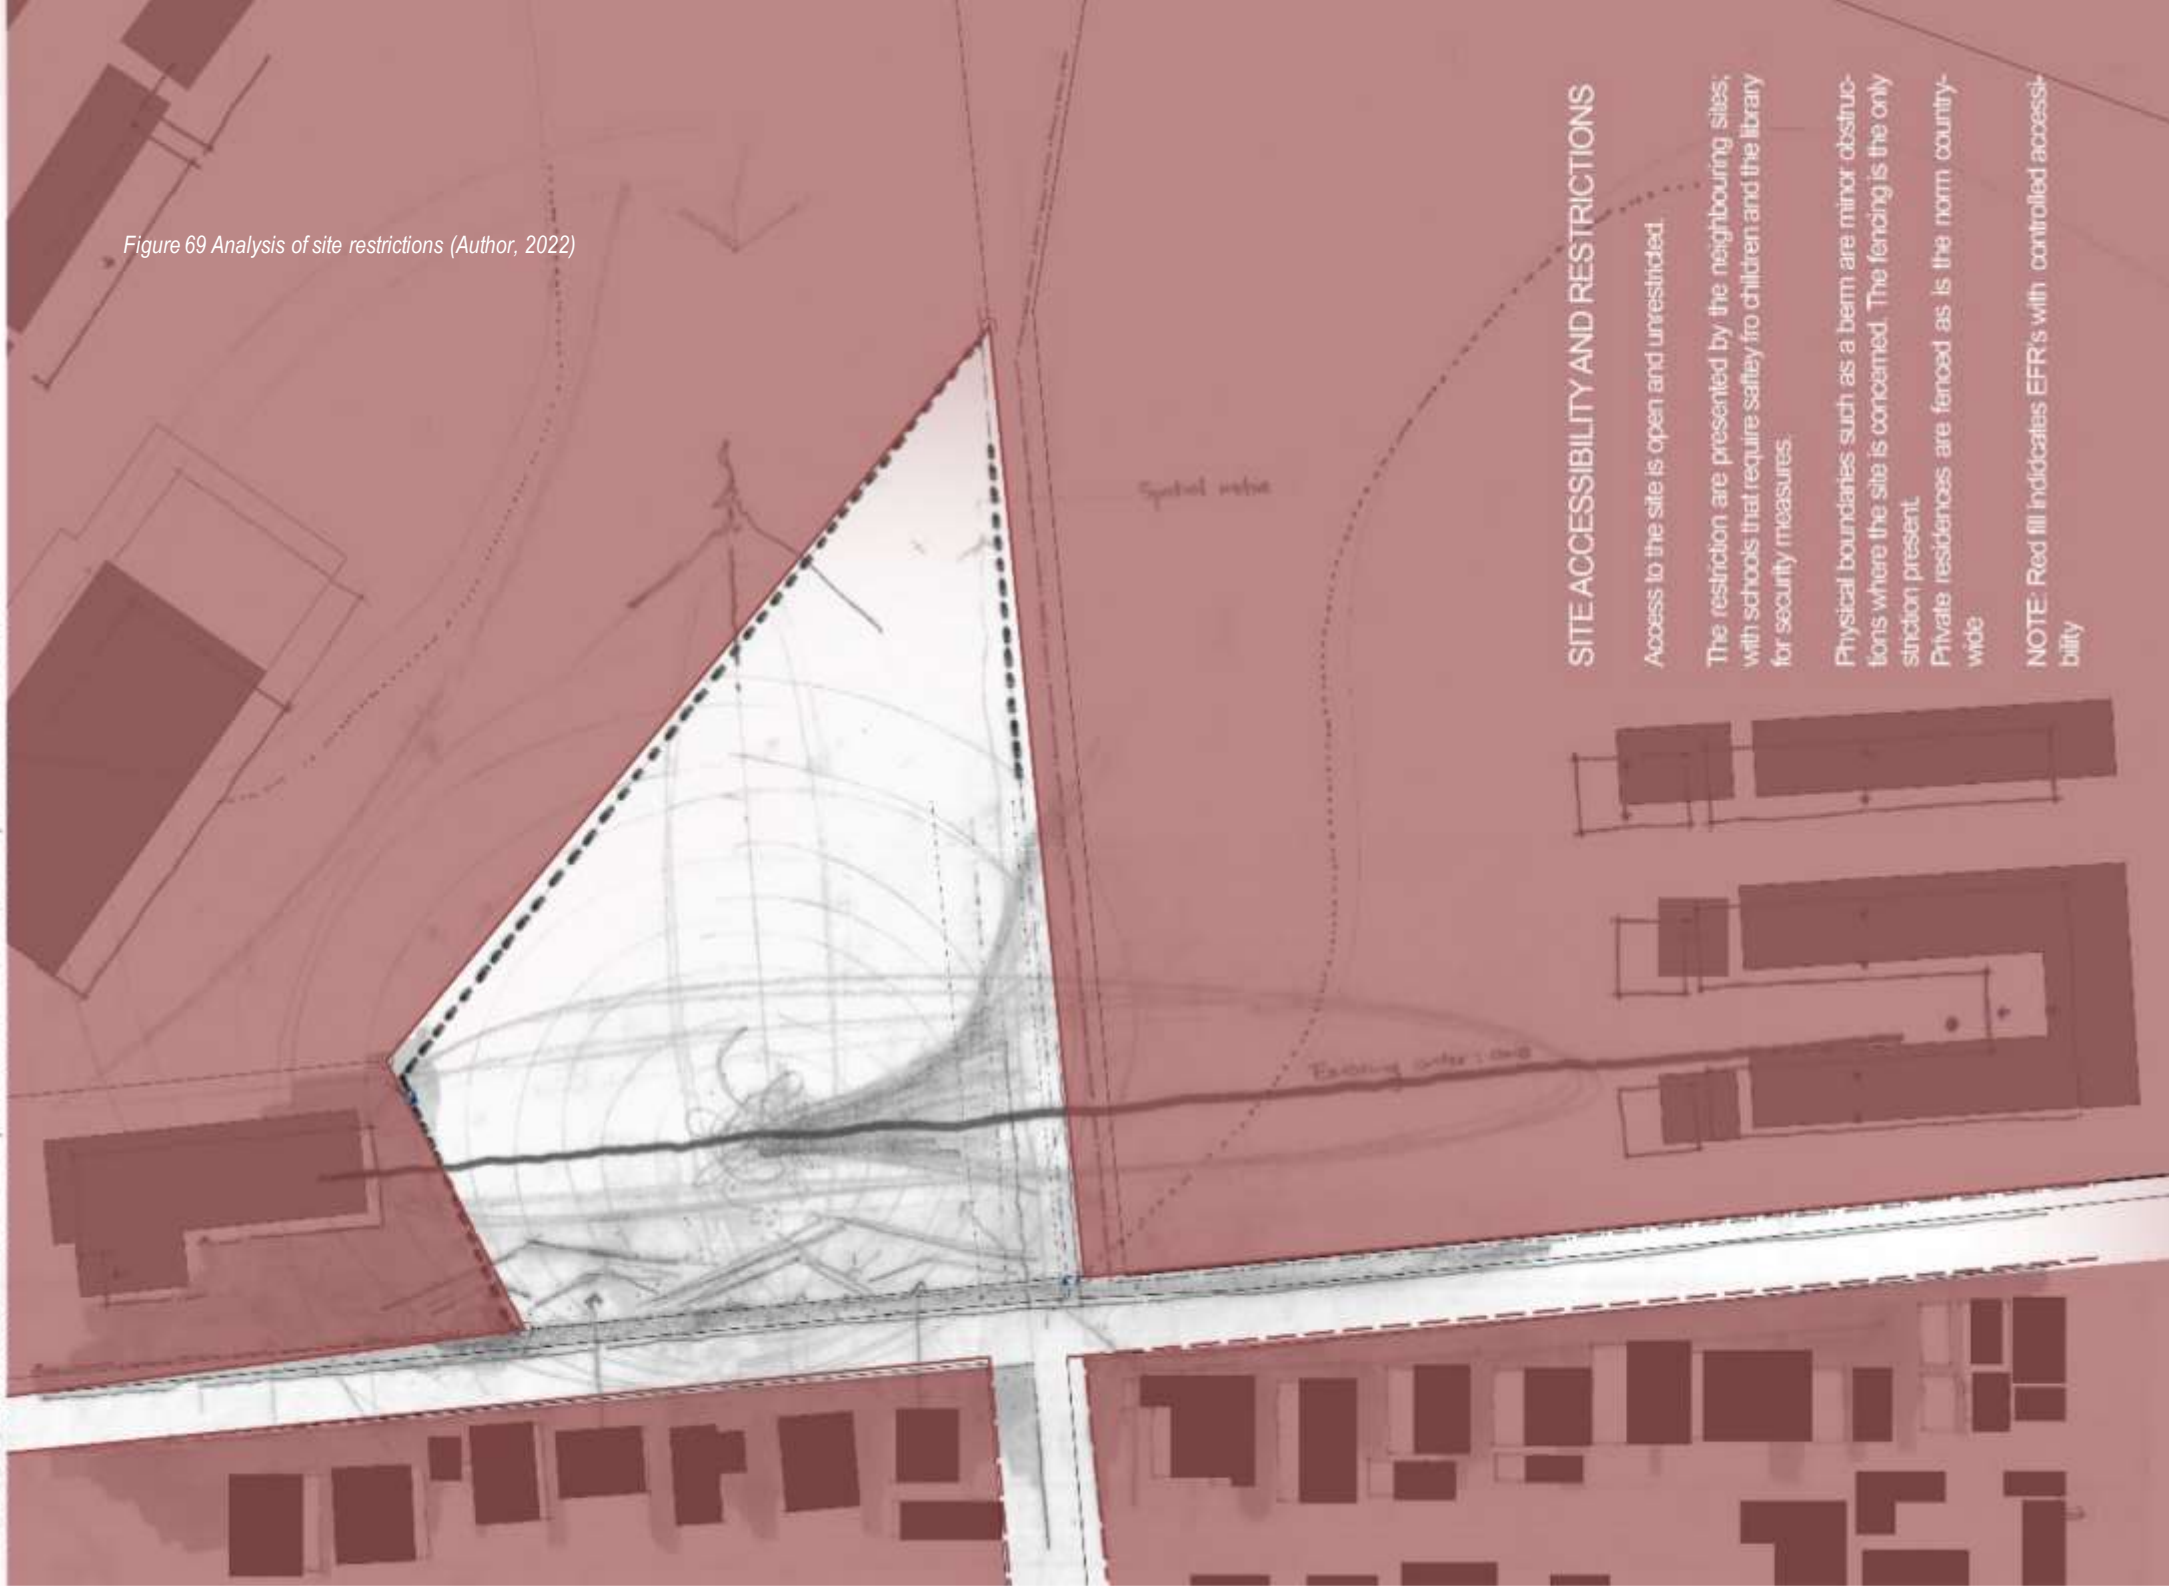 Figure 69 Analysis of site restrictions (Author, 2022)
SITE ACCESSIBILITY AND RESTRICTIONS
Access to the site is open and unrestricted.
The restriction are presented by the neighbouring sites;
with schools that require saftey fro children and the library
for security measures.
Physical boundaries such as a berm are minor obstruc-
tions where the site is concerned. The fencing is the only
striction present.
Private residences are fenced as is the norm country-
wide
NOTE: Red fill indidcates EFR's with controlled accessi-
bility
Spatial
Existing